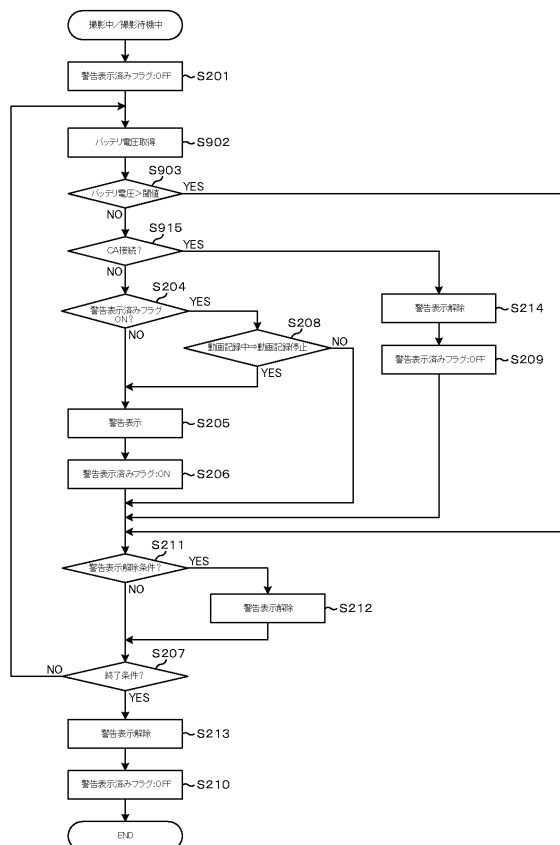 撮影中／撮影待機中
警告表示済みフラグ:OFF
S201
バッテリ電圧取得
S902
S903
バッテリ電圧＞閾値
YES
NO
S915
CA接続？
YES
NO
S204
警告表示済みフラグ
ON？
YES
NO
警告表示解除
S214
S208
動画記録中⇒動画記録停止
NO
YES
警告表示済みフラグ:OFF
S209
警告表示
S205
警告表示済みフラグ:ON
S206
S211
警告表示解除条件？
YES
NO
警告表示解除
S212
S207
終了条件？
NO
YES
警告表示解除
S213
警告表示済みフラグ:OFF
S210
END